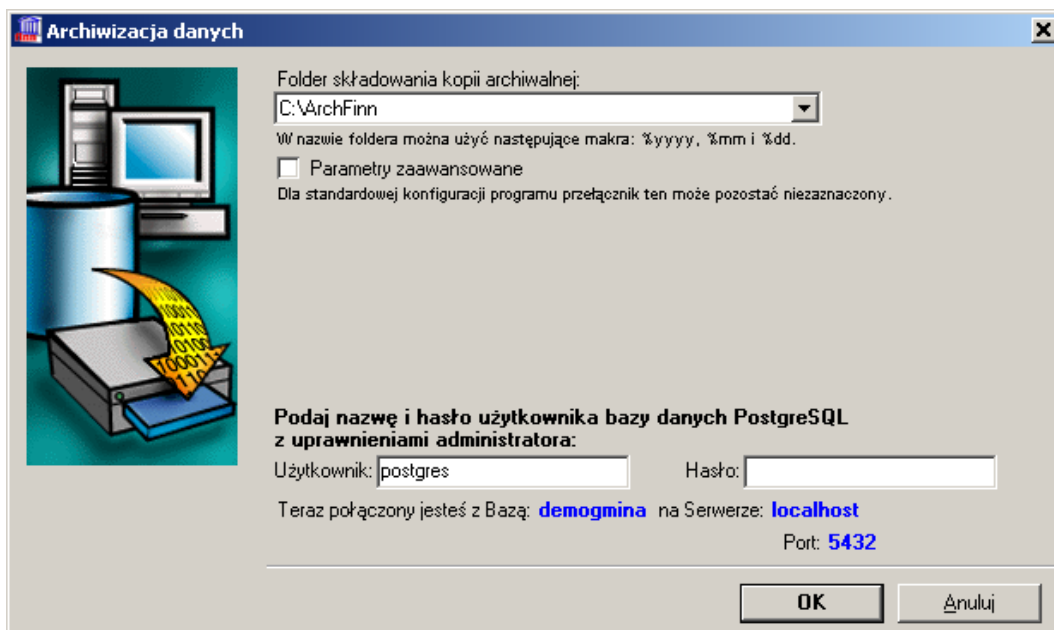 Archiwizacja danych
Folder składowania kopii archiwalnej:
C:\ArchFinn
W nazwie foldera można użyć następujące makra: %yyyy, %mm i %dd.
Parametry zaawansowane
Dla standardowej konfiguracji programu przełącznik ten może pozostać niezaznaczony.
Podaj nazwę i hasło użytkownika bazy danych PostgreSQL
z uprawnieniami administratora:
Użytkownik: postgres Hasło:
Teraz połączony jesteś z Bazą: demogmina na Serwerze: localhost
Port: 5432
OK Anuluj